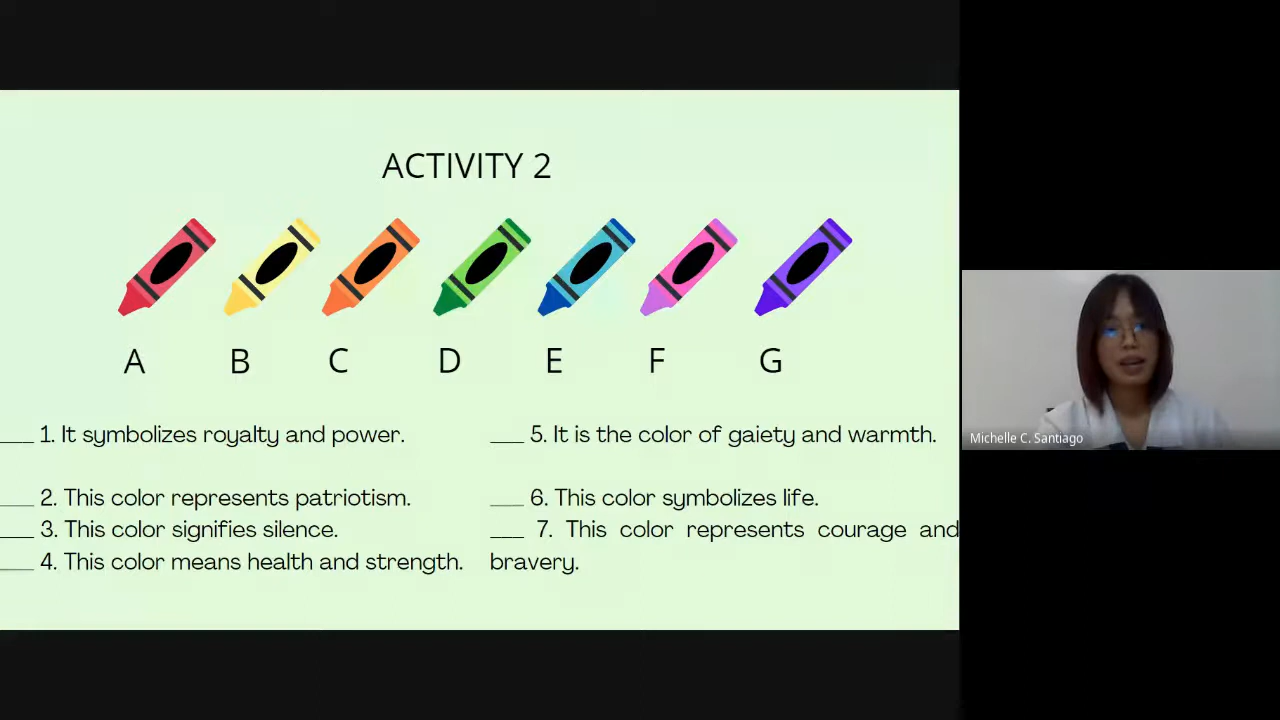 ACTIVITY 2
A B C D E F G
___ 1. It symbolizes royalty and power.
___ 2. This color represents patriotism.
___ 3. This color signifies silence.
___ 4. This color means health and strength.
___ 5. It is the color of gaiety and warmth.
___ 6. This color symbolizes life.
___ 7. This color represents courage and
bravery.
Michelle C. Santiago